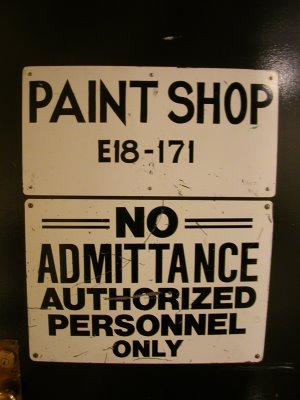 PAINT SHOP
E18-171
NO
ADMITTANCE
AUTHORIZED
PERSONNEL
ONLY